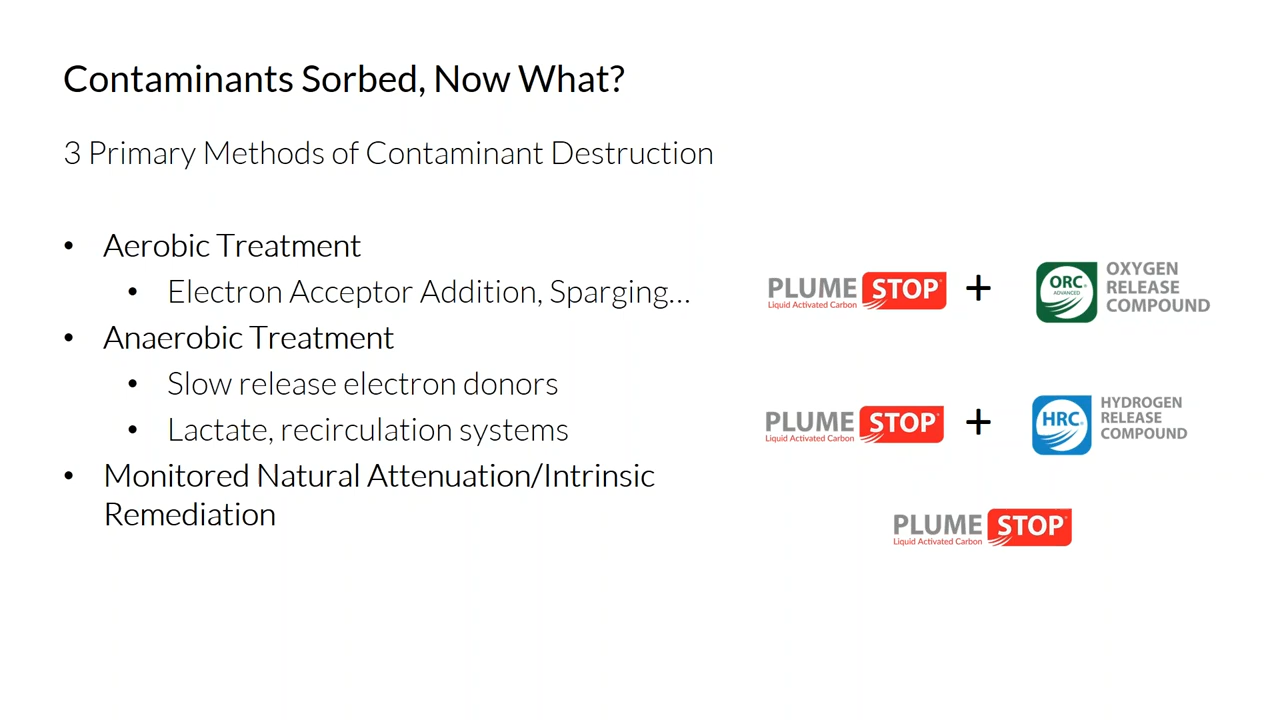 Contaminants Sorbed, Now What?
3 Primary Methods of Contaminant Destruction
• Aerobic Treatment
• Electron Acceptor Addition, Sparging...
• Anaerobic Treatment
• Slow release electron donors
• Lactate, recirculation systems
• Monitored Natural Attenuation/Intrinsic
Remediation
PLUME STOP®
Liquid Activated Carbon
+
ORC®
ADVANCED
OXYGEN
RELEASE
COMPOUND
PLUME STOP®
Liquid Activated Carbon
+
HRC®
HYDROGEN
RELEASE
COMPOUND
PLUME STOP®
Liquid Activated Carbon